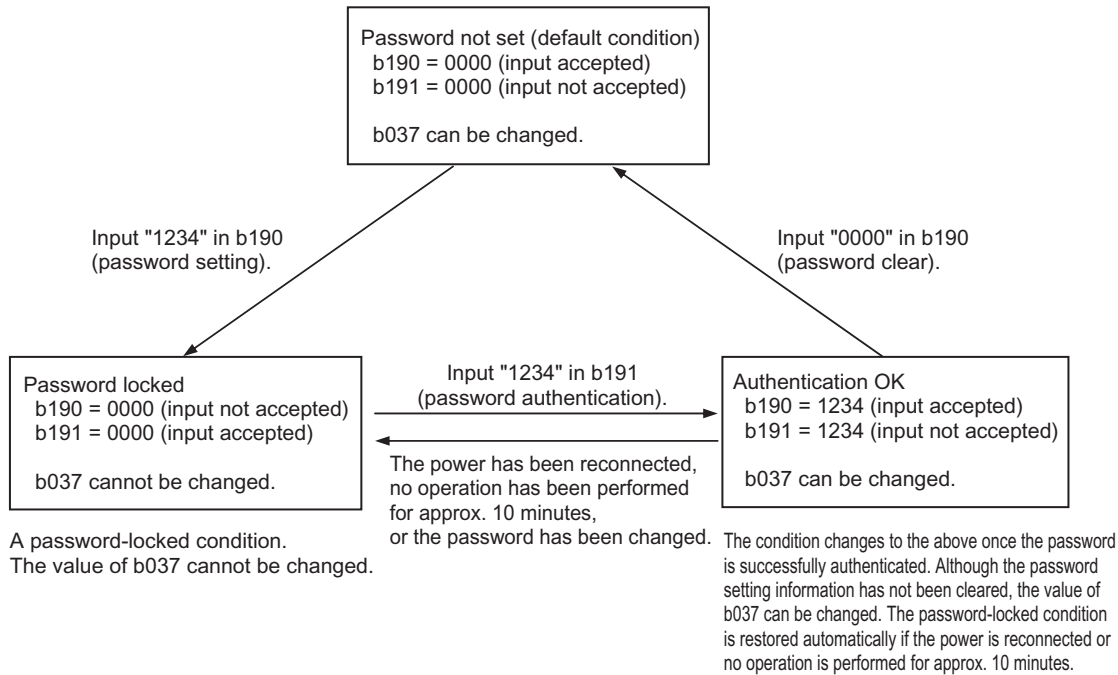 Password not set (default condition)
b190 = 0000 (input accepted)
b191 = 0000 (input not accepted)
b037 can be changed.
Input "1234" in b190
(password setting).
Input "0000" in b190
(password clear).
Password locked
b190 = 0000 (input not accepted)
b191 = 0000 (input accepted)
b037 cannot be changed.
Input "1234" in b191
(password authentication).
The power has been reconnected,
no operation has been performed
for approx. 10 minutes,
or the password has been changed.
Authentication OK
b190 = 1234 (input accepted)
b191 = 1234 (input not accepted)
b037 can be changed.
A password-locked condition.
The value of b037 cannot be changed.
The condition changes to the above once the password
is successfully authenticated. Although the password
setting information has not been cleared, the value of
b037 can be changed. The password-locked condition
is restored automatically if the power is reconnected or
no operation is performed for approx. 10 minutes.